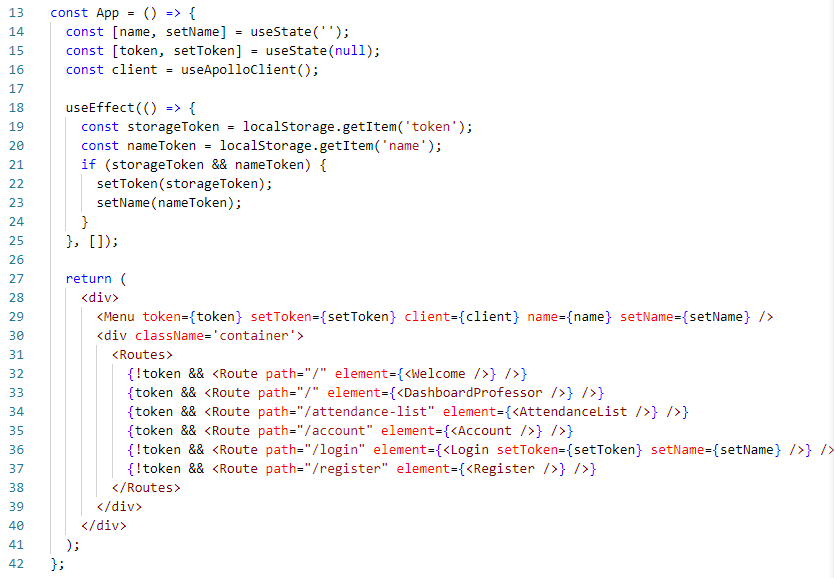 13 const App = () => {
14   const [name, setName] = useState('');
15   const [token, setToken] = useState(null);
16   const client = useApolloClient();
17
18   useEffect(() => {
19     const storageToken = localStorage.getItem('token');
20     const nameToken = localStorage.getItem('name');
21     if (storageToken && nameToken) {
22       setToken(storageToken);
23       setName(nameToken);
24     }
25   }, []);
26
27   return (
28     <div>
29       <Menu token={token} setToken={setToken} client={client} name={name} setName={setName} />
30       <div className='container'>
31         <Routes>
32           {!token && <Route path="/" element={<Welcome />} />}
33           {token && <Route path="/" element={<DashboardProfessor />} />}
34           {token && <Route path="/attendance-list" element={<AttendanceList />} />}
35           {token && <Route path="/account" element={<Account />} />}
36           {!token && <Route path="/login" element={<Login setToken={setToken} setName={setName} />} />
37           {!token && <Route path="/register" element={<Register />} />}
38         </Routes>
39       </div>
40     </div>
41   );
42 };